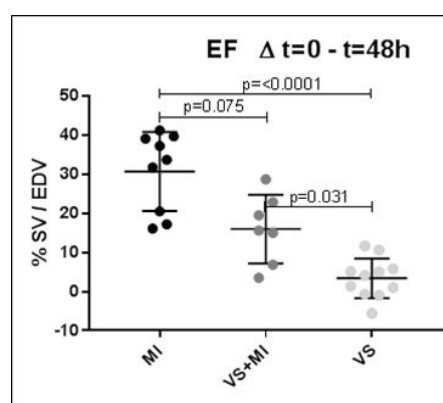 EF Δ t=0 - t=48h
p=<0.0001
p=0.075
p=0.031
% SV / EDV
50
40
30
20
10
0
-10
MI
VS+MI
VS